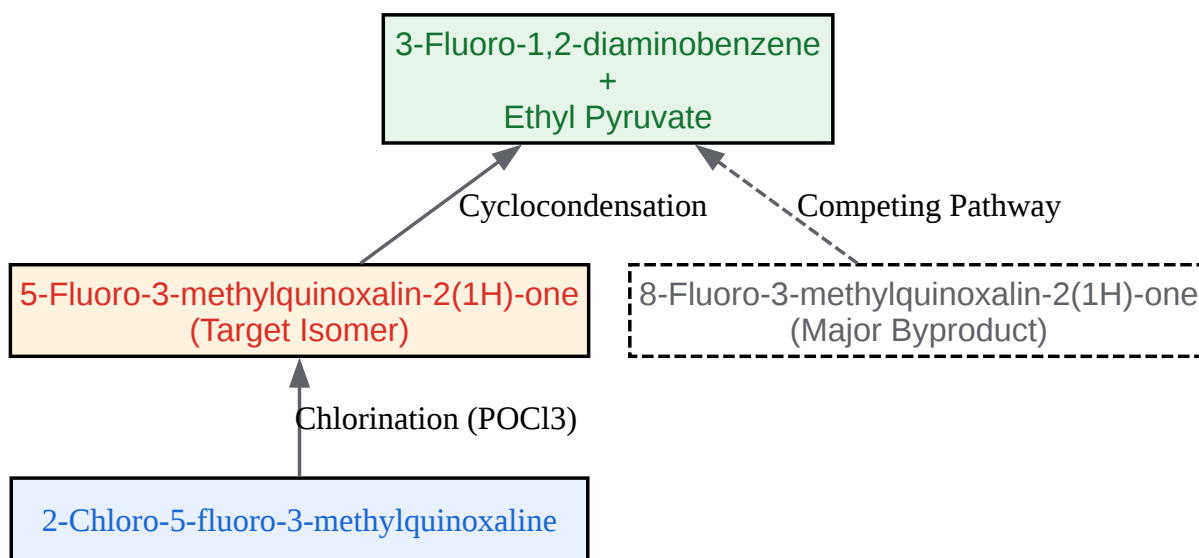 3-Fluoro-1,2-diaminobenzene
+
Ethyl Pyruvate
Cyclocondensation
Competing Pathway
5-Fluoro-3-methylquinoxalin-2(1H)-one
(Target Isomer)
8-Fluoro-3-methylquinoxalin-2(1H)-one
(Major Byproduct)
Chlorination (POCl3)
2-Chloro-5-fluoro-3-methylquinoxaline